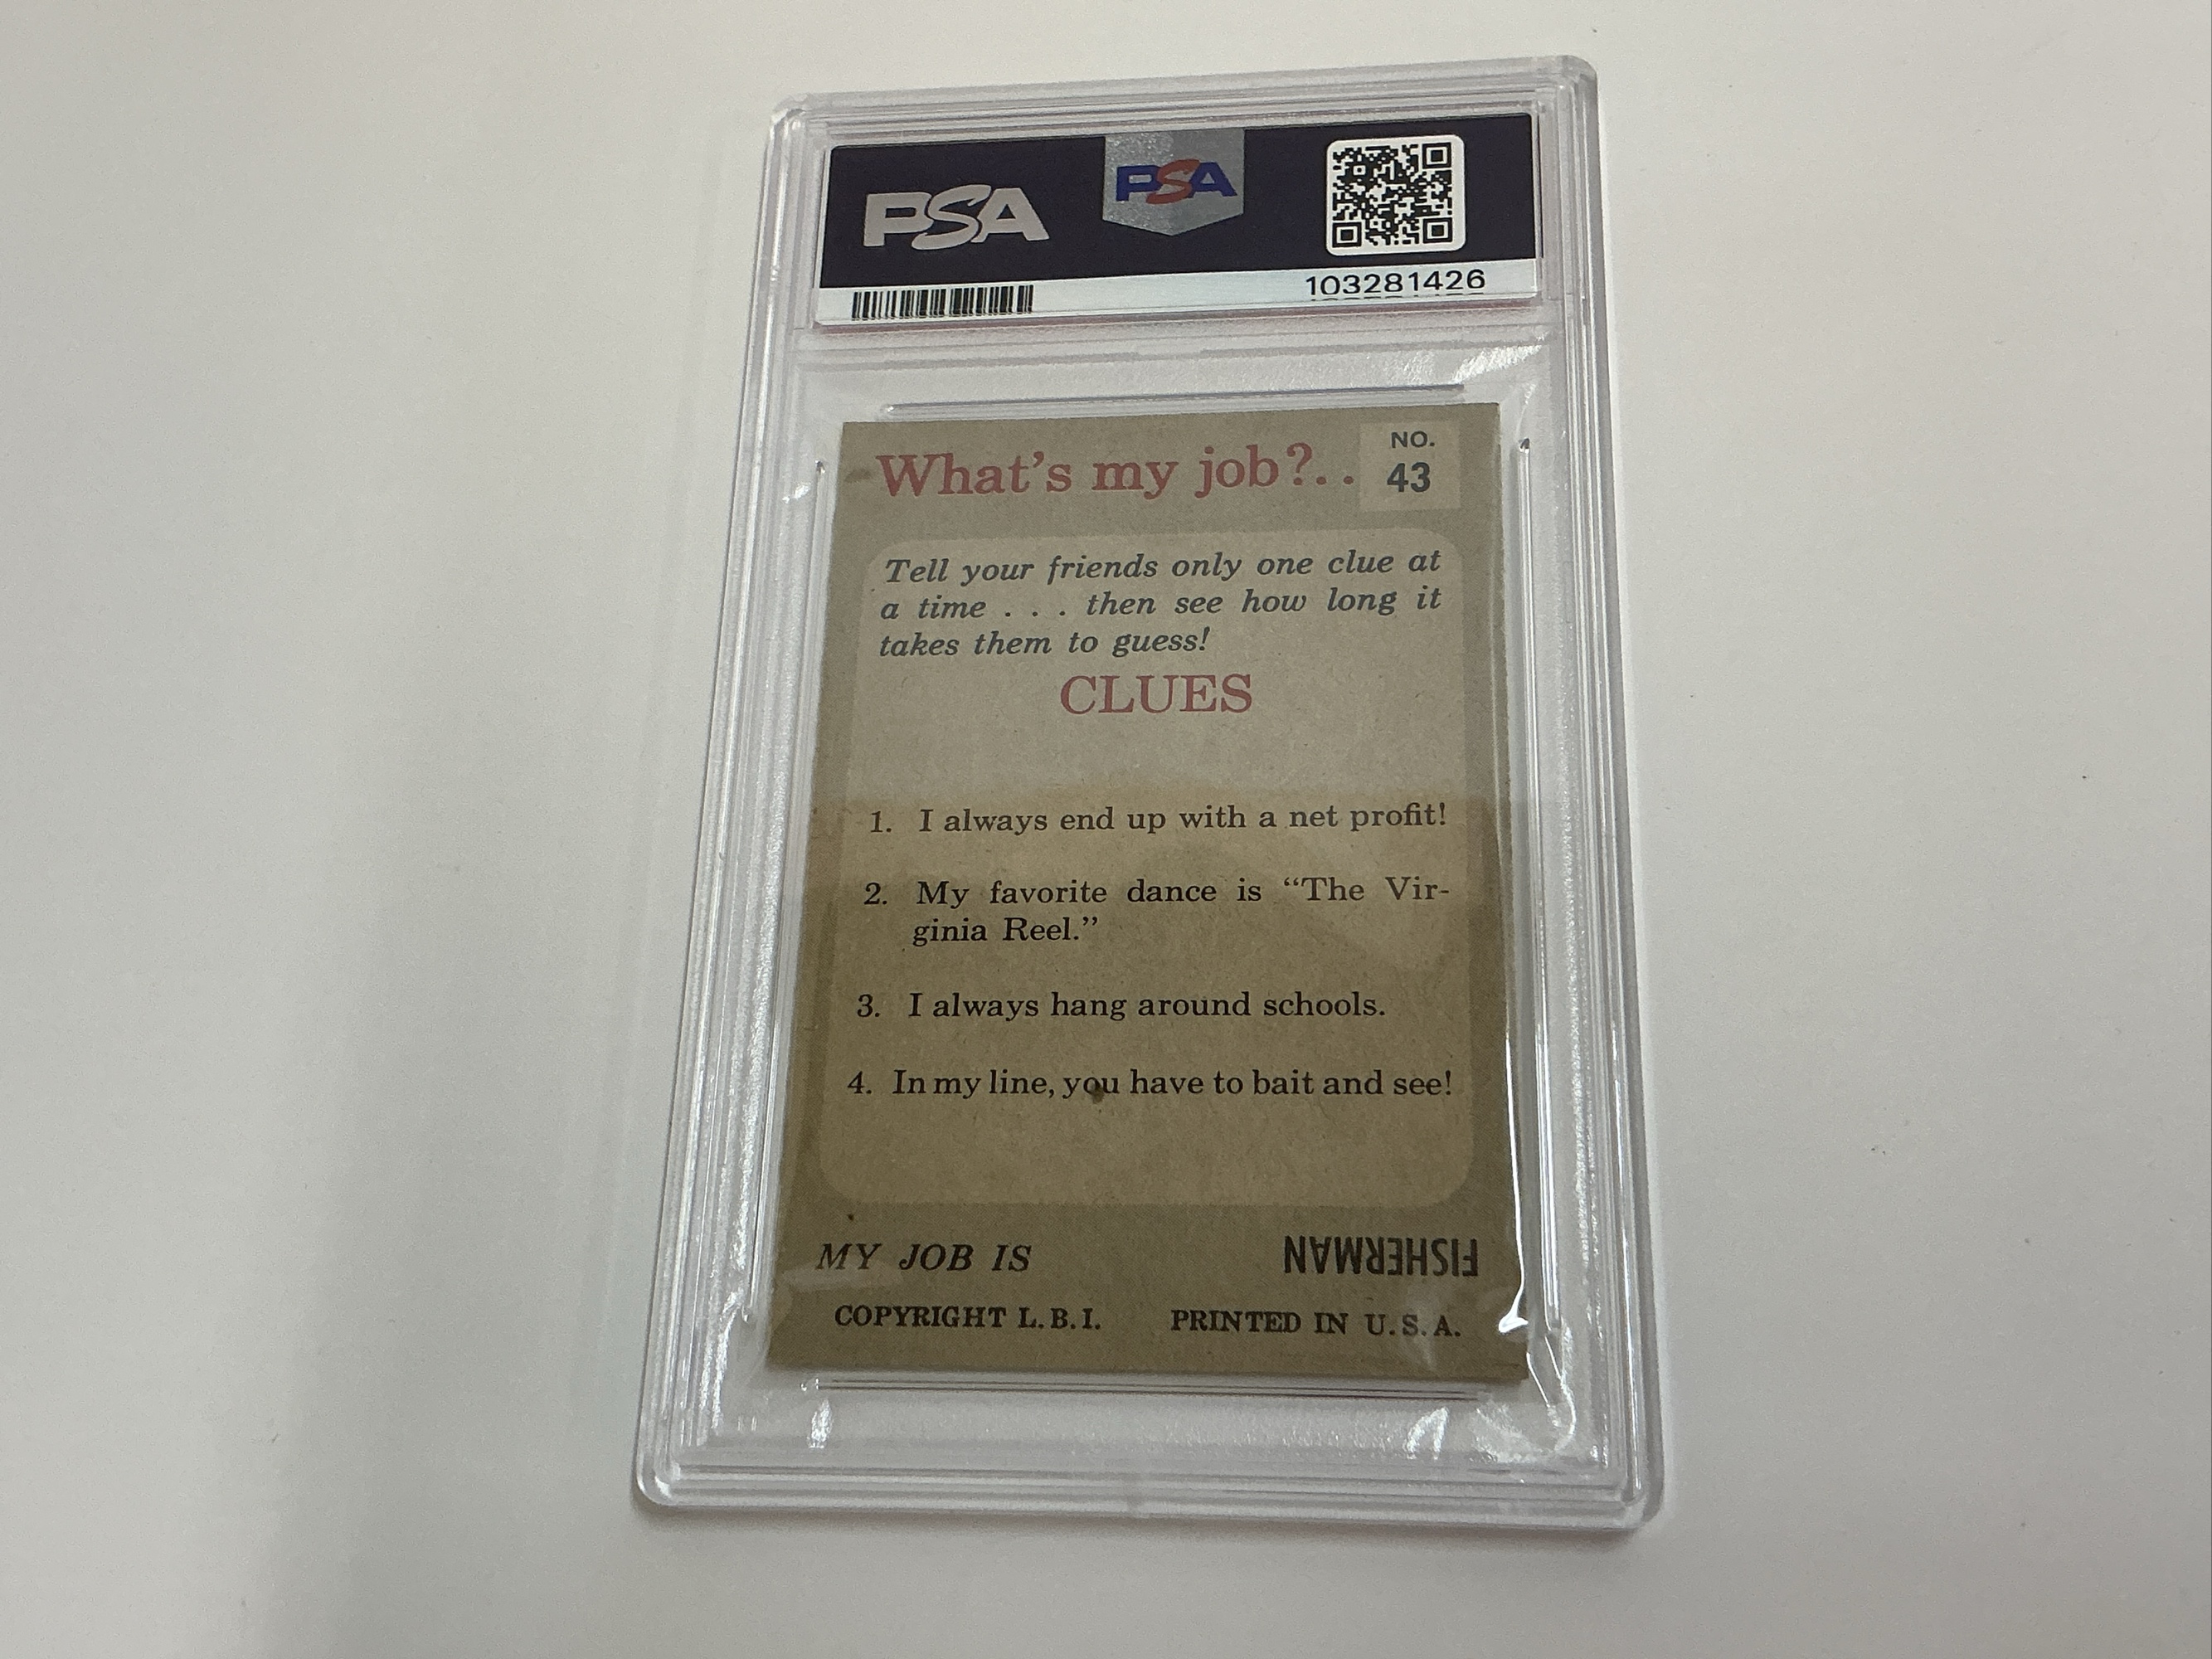 PSA
PSA
103281426
What's my job?..
NO.
43
Tell your friends only one clue at
a time . . . then see how long it
takes them to guess!
CLUES
1. I always end up with a net profit!
2. My favorite dance is “The Vir-
ginia Reel.”
3. I always hang around schools.
4. In my line, you have to bait and see!
MY JOB IS
FISHERMAN
COPYRIGHT L.B.I. PRINTED IN U.S.A.